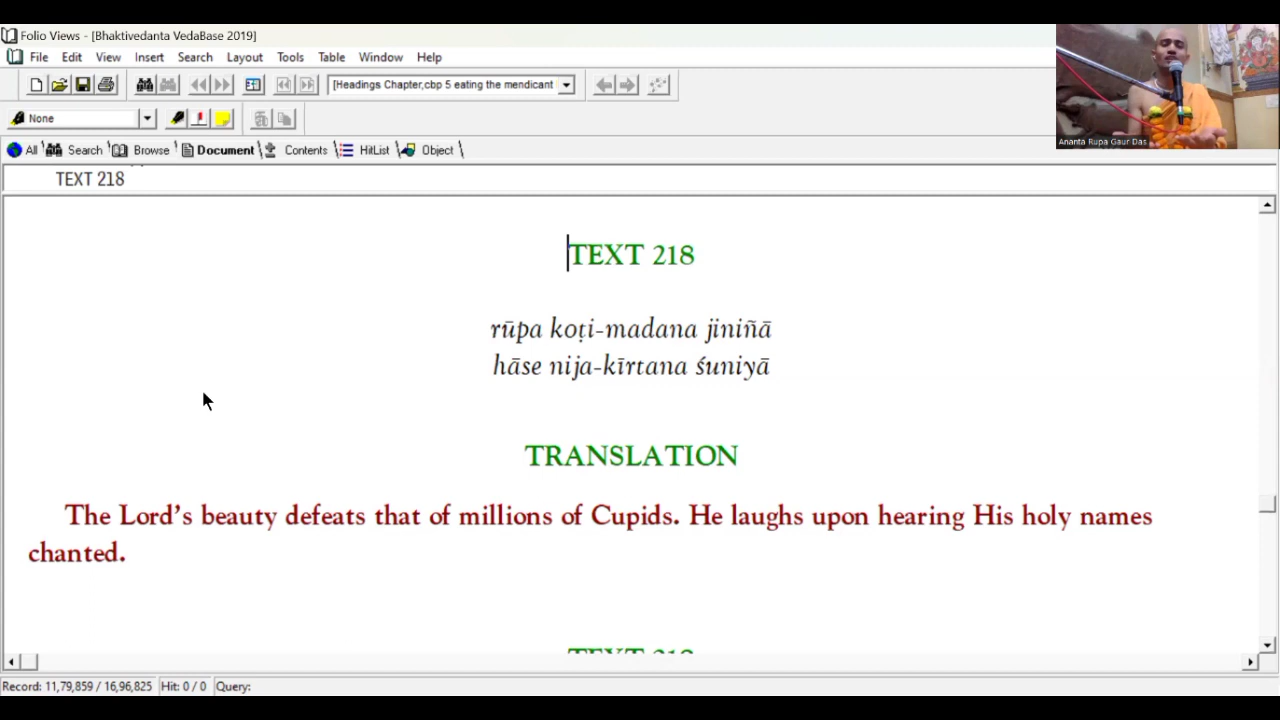 Folio Views - [Bhaktivedanta VedaBase 2019]
File Edit View Insert Search Layout Tools Table Window Help
[Headings Chapter,cbp 5 eating the mendicant
None
All Search Browse Document Contents HitList Object
TEXT 218
TEXT 218
rūpa koṭi-madana jiniñā
hāse nija-kīrtana śuniyā
TRANSLATION
The Lord's beauty defeats that of millions of Cupids. He laughs upon hearing His holy names
chanted.
TEXT 219
Record: 11,79,859 / 16,96,825 Hit: 0 / 0 Query:
Ananta Rupa Gaur Das